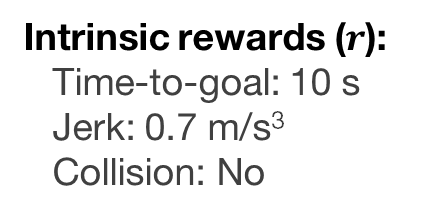 Intrinsic rewards (r):
Time-to-goal: 10 s
Jerk: 0.7 m/s³
Collision: No